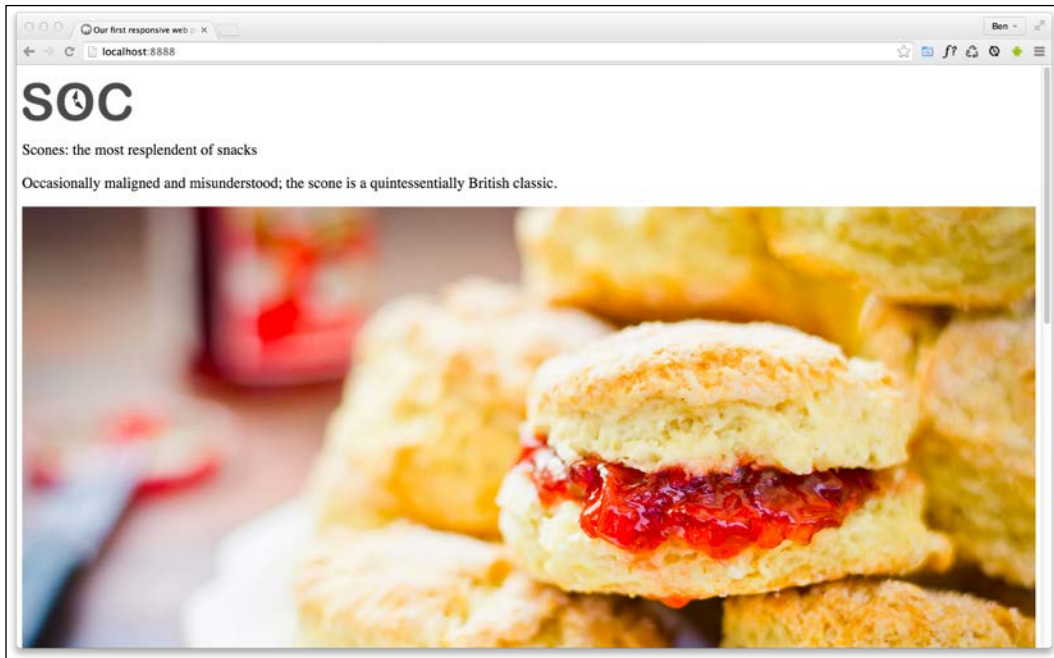 Our first responsive web p
Ben
localhost:8888
f?
SOC
Scones: the most resplendent of snacks
Occasionally maligned and misunderstood; the scone is a quintessentially British classic.